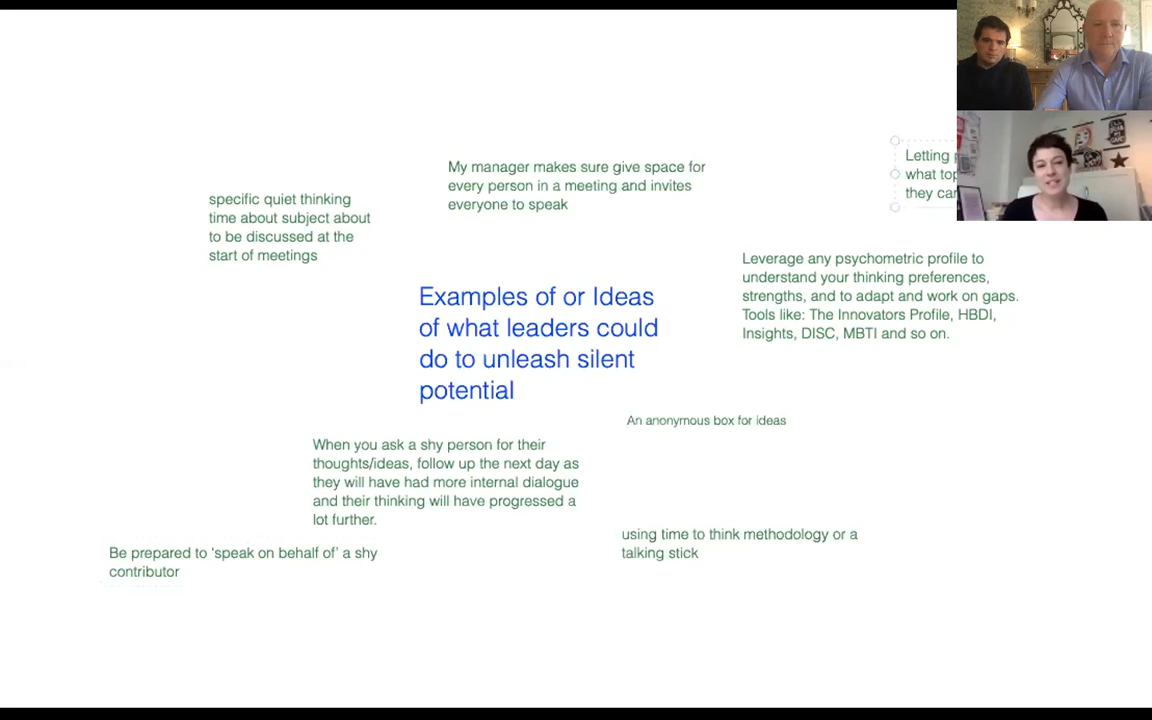 My manager makes sure give space for
every person in a meeting and invites
everyone to speak
Letting
what top
they car
specific quiet thinking
time about subject about
to be discussed at the
start of meetings
Leverage any psychometric profile to
understand your thinking preferences,
strengths, and to adapt and work on gaps.
Tools like: The Innovators Profile, HBDI,
Insights, DISC, MBTI and so on.
Examples of or Ideas
of what leaders could
do to unleash silent
potential
An anonymous box for ideas
When you ask a shy person for their
thoughts/ideas, follow up the next day as
they will have had more internal dialogue
and their thinking will have progressed a
lot further.
using time to think methodology or a
talking stick
Be prepared to ‘speak on behalf of’ a shy
contributor